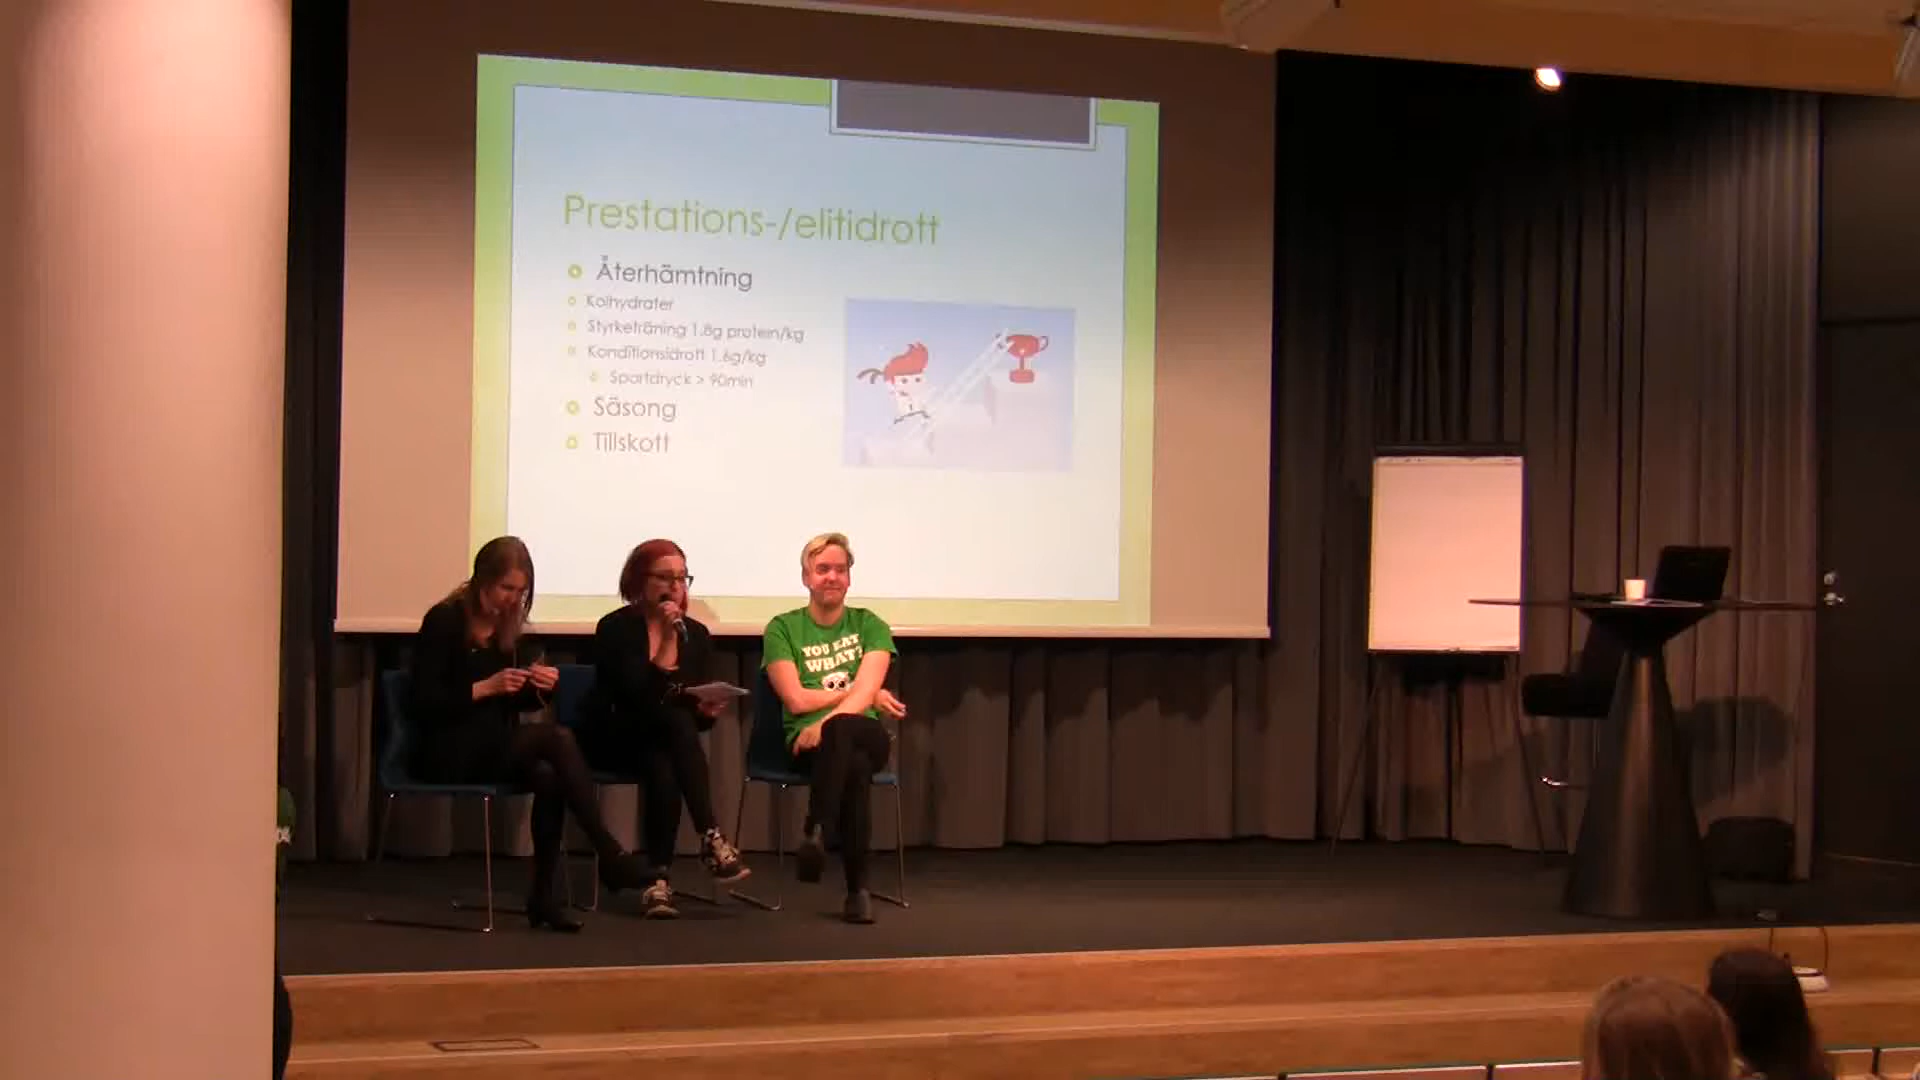 Prestations-/elitidrott
Återhämtning
Kolhydrater
Styrketräning 1.8g protein/kg
Konditionsidrott 1.6g/kg
Sportdryck > 90min
Säsong
Tillskott
YOU EAT
WHAT?